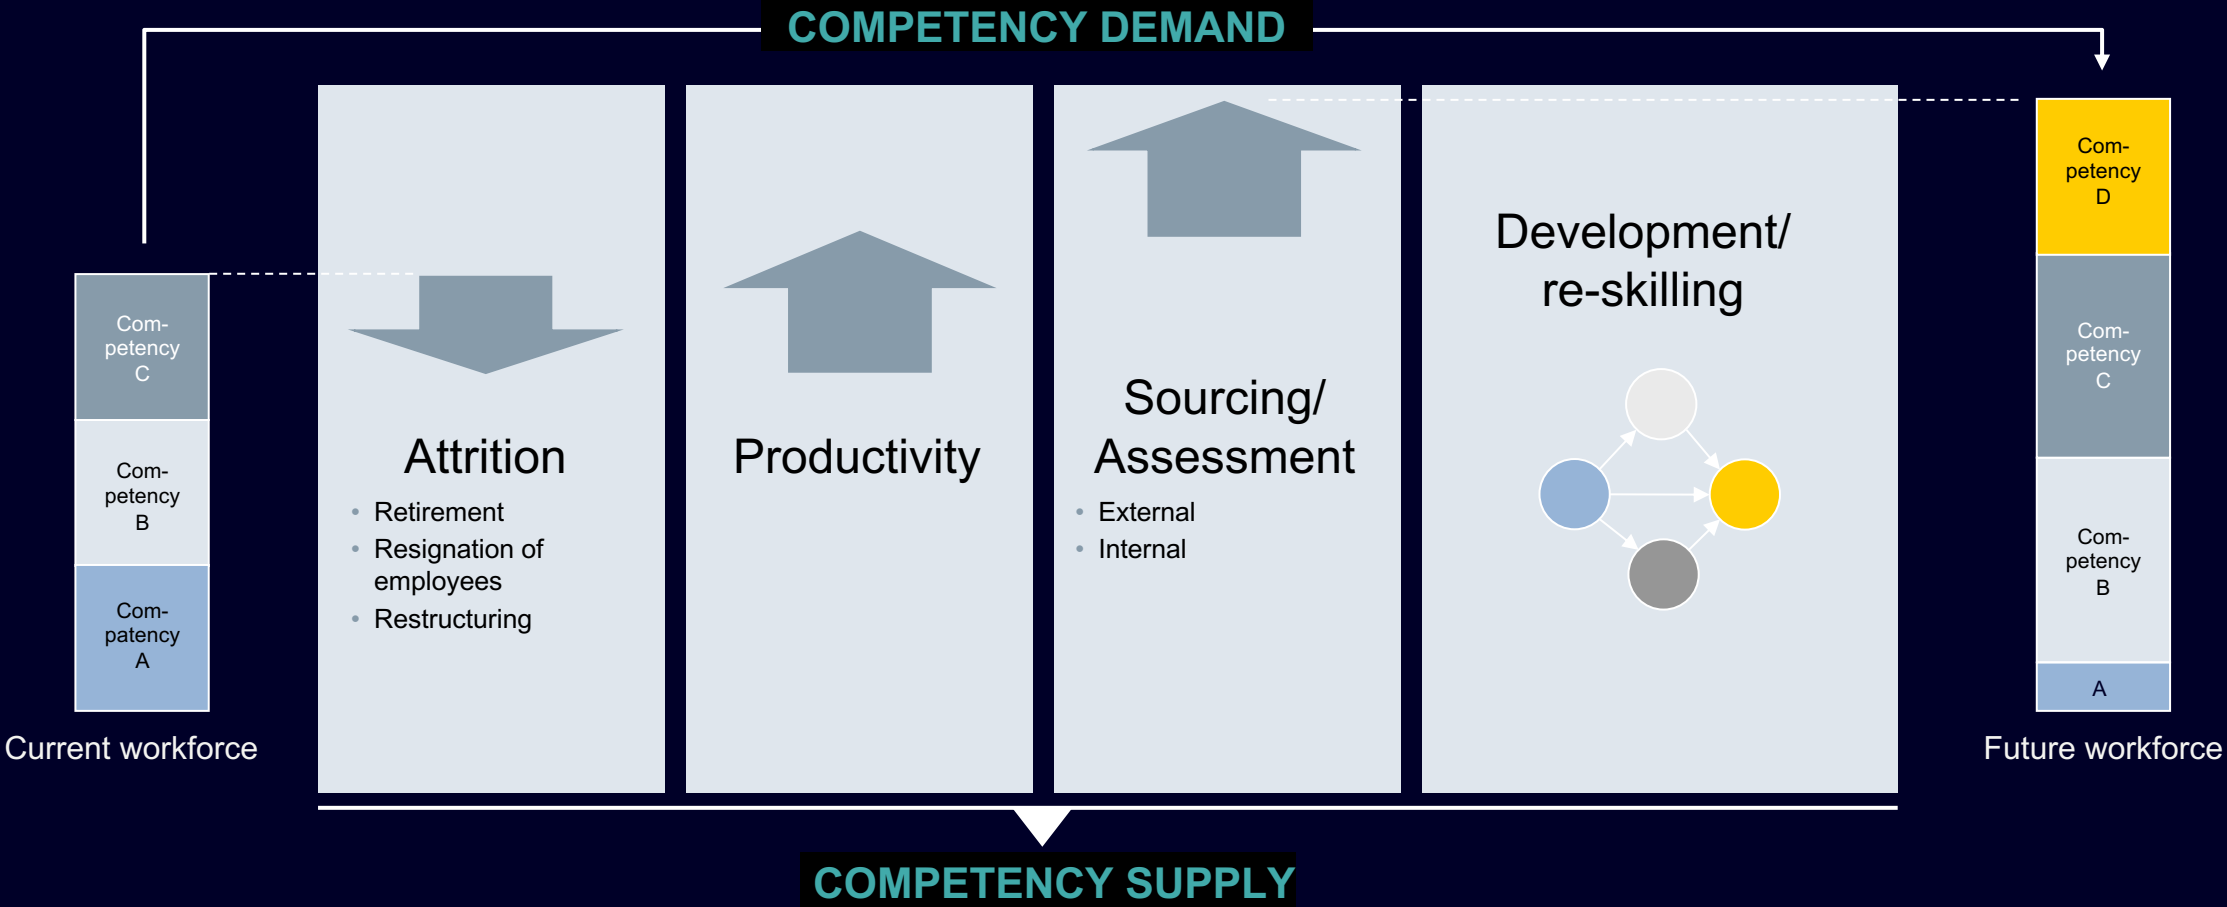 COMPETENCY DEMAND
Com-
petency
C
Com-
petency
B
Com-
patency
A
Current workforce
Attrition
• Retirement
• Resignation of
employees
• Restructuring
Productivity
Sourcing/
Assessment
• External
• Internal
Development/
re-skilling
Com-
petency
D
Com-
petency
C
Com-
petency
B
A
Future workforce
COMPETENCY SUPPLY